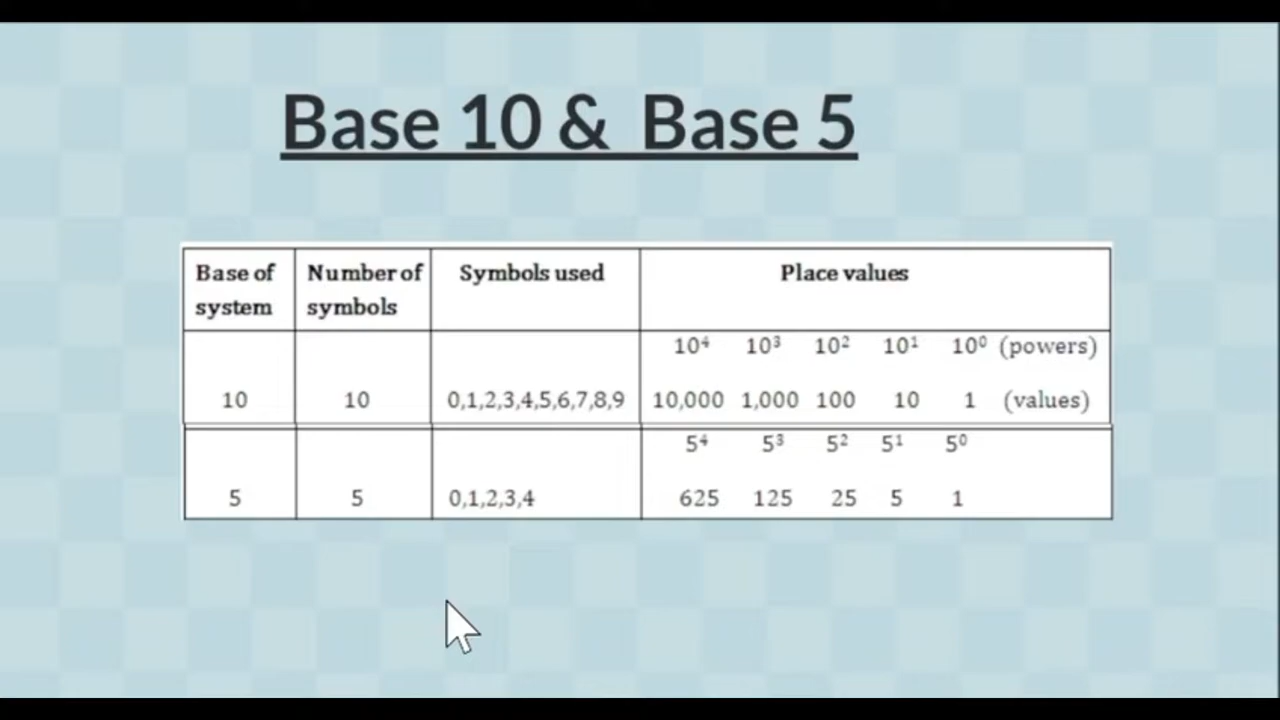 Base 10 & Base 5
Base of system Number of symbols Symbols used Place values
10⁴ 10³ 10² 10¹ 10⁰ (powers)
10 10 0,1,2,3,4,5,6,7,8,9 10,000 1,000 100 10 1 (values)
5⁴ 5³ 5² 5¹ 5⁰
5 5 0,1,2,3,4 625 125 25 5 1